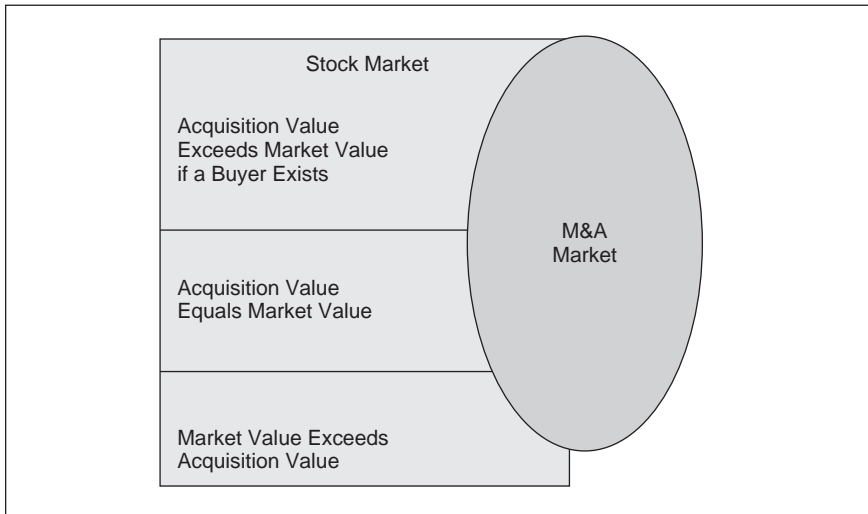 Stock Market
Acquisition Value
Exceeds Market Value
if a Buyer Exists
M&A
Market
Acquisition Value
Equals Market Value
Market Value Exceeds
Acquisition Value